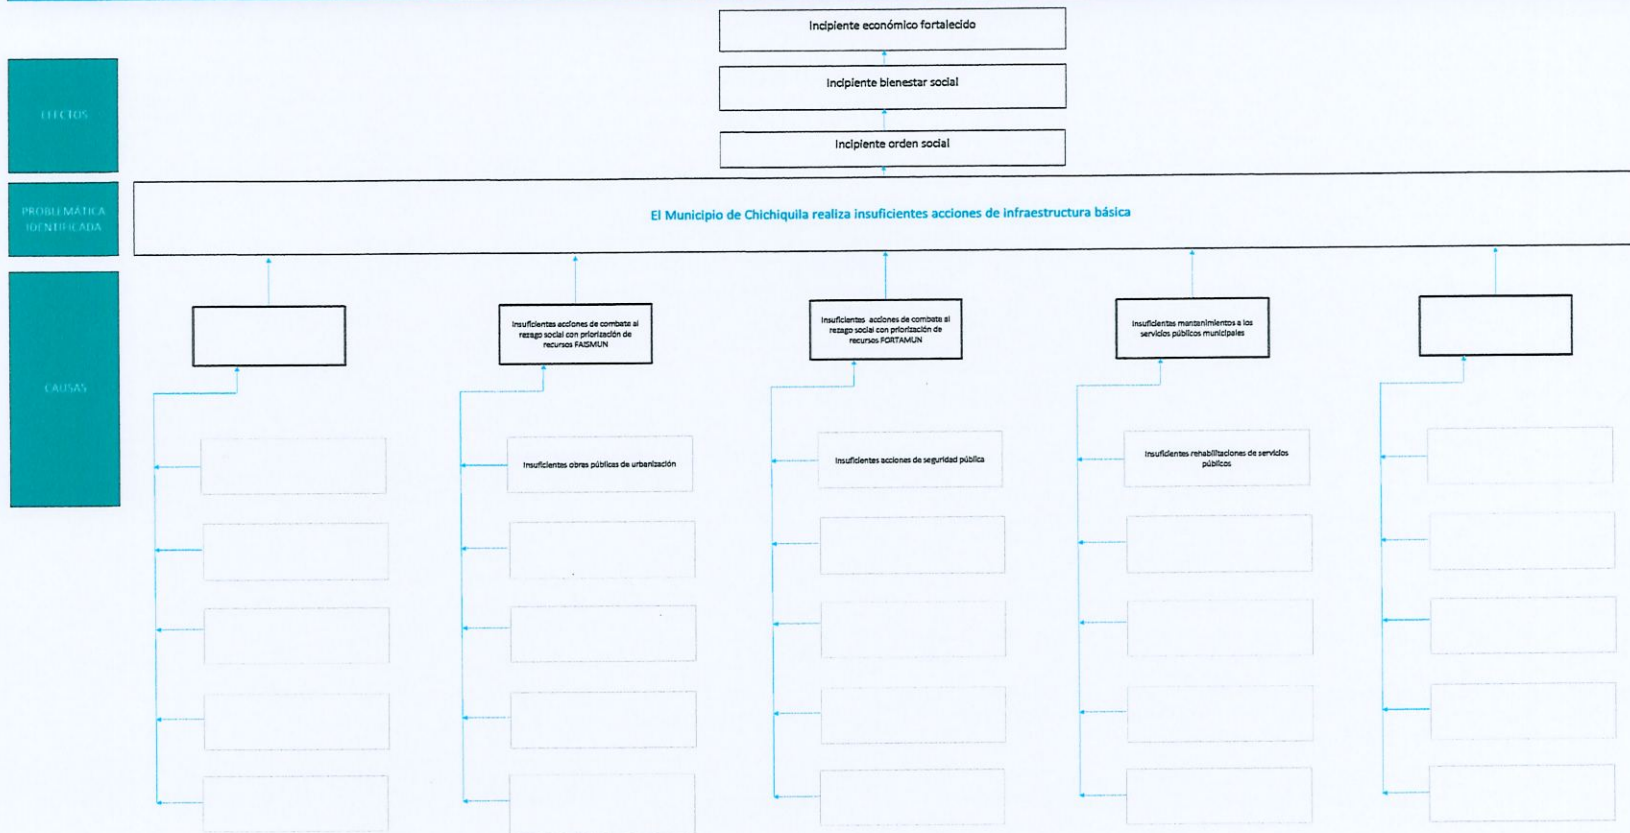 Incipiente económico fortalecido
Incipiente bienestar social
EFECTOS
Incipiente orden social
PROBLEMÁTICA
IDENTIFICADA
El Municipio de Chichiquila realiza insuficientes acciones de infraestructura básica
CAUSAS
Insuficientes acciones de combate al
rezago social con priorización de
recursos FAISMUN
Insuficientes acciones de combate al
rezago social con priorización de
recursos FORTAMUN
Insuficientes mantenimientos a los
servicios públicos municipales
Insuficientes obras públicas de urbanización
Insuficientes acciones de seguridad pública
Insuficientes rehabilitaciones de servicios
públicos